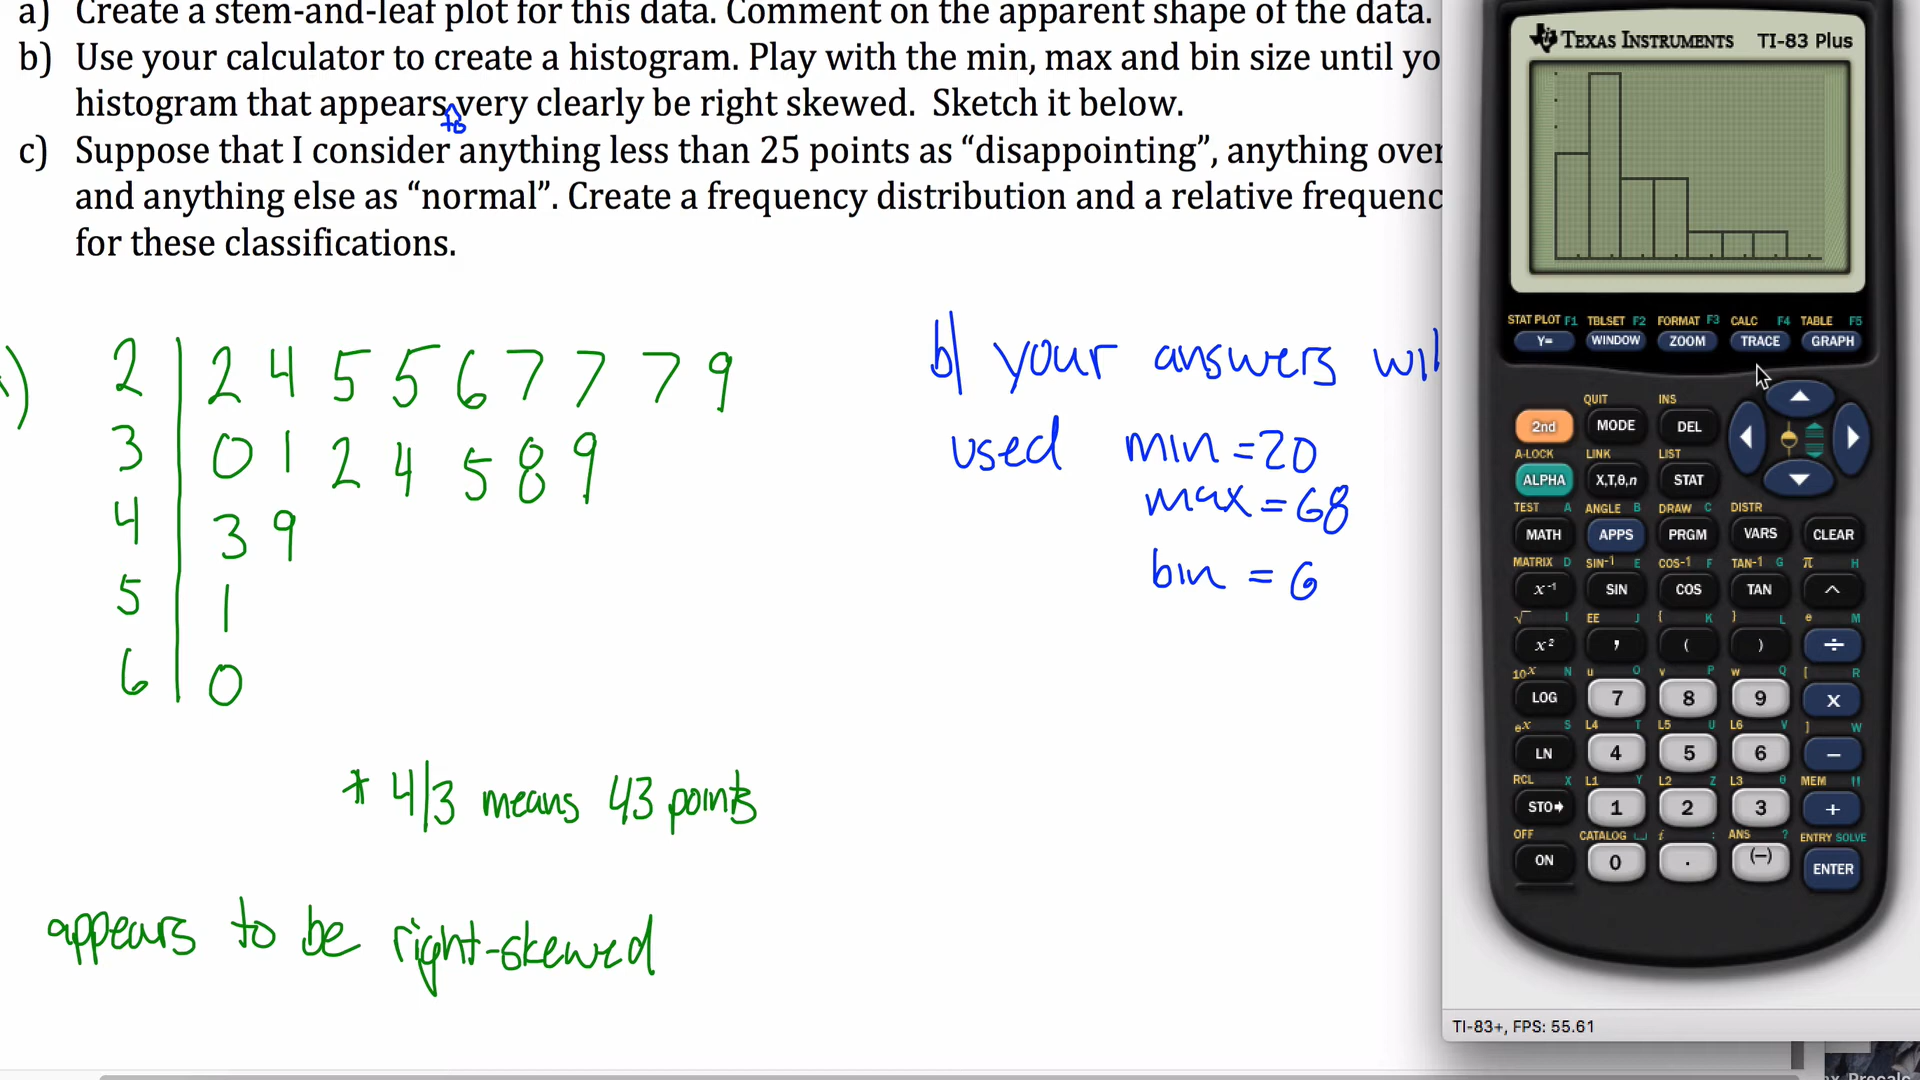 a) Create a stem-and-leaf plot for this data. Comment on the apparent shape of the data.
b) Use your calculator to create a histogram. Play with the min, max and bin size until yo
histogram that appears very clearly be right skewed. Sketch it below.
to
c) Suppose that I consider anything less than 25 points as “disappointing”, anything over
and anything else as “normal”. Create a frequency distribution and a relative frequenc
for these classifications.
)
2 | 2 4 5 5 6 7 7 7 9
3 | 0 1 2 4 5 8 9
4 | 3 9
5 | 1
6 | 0
* 4/3 means 43 points
appears to be right-skewed
b) your answers wil
used min = 20
max = 68
bin = 6
TEXAS INSTRUMENTS TI-83 Plus
STAT PLOT F1 TBLSET F2 FORMAT F3 CALC F4 TABLE F5
Y= WINDOW ZOOM TRACE GRAPH
QUIT INS
2nd MODE DEL
A-LOCK LINK LIST
ALPHA X,T,θ,n STAT
TEST A ANGLE B DRAW C DISTR
MATH APPS PRGM VARS CLEAR
MATRIX D SIN-1 E COS-1 F TAN-1 G π H
x-1 SIN COS TAN ^
√ I EE J { K } L e M
x2 , ( ) ÷
10x N u O v P w Q [ R
LOG 7 8 9 x
ex S L4 T L5 U L6 V ] W
LN 4 5 6 −
RCL X L1 Y L2 Z L3 θ MEM "
STO➔ 1 2 3 +
OFF CATALOG ␣ i : ANS ? ENTRY SOLVE
ON 0 . (−) ENTER
TI-83+, FPS: 55.61